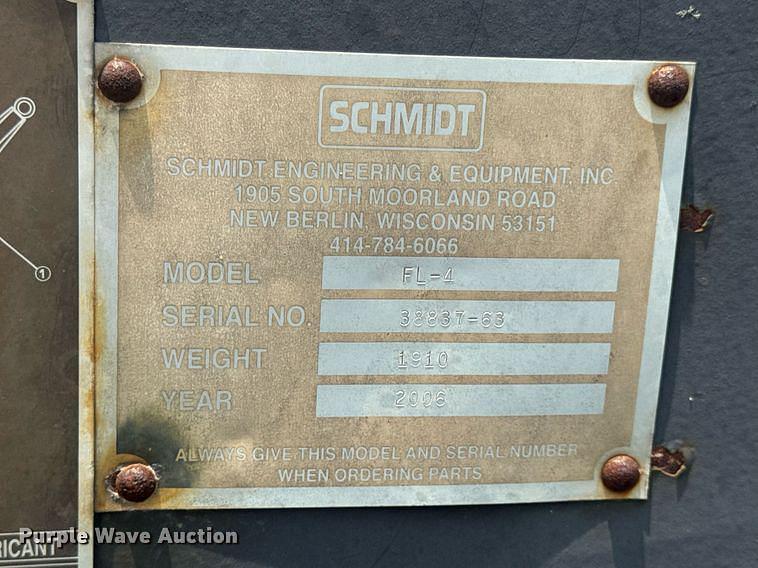 SCHMIDT
SCHMIDT ENGINEERING & EQUIPMENT, INC.
1905 SOUTH MOORLAND ROAD
NEW BERLIN, WISCONSIN 53151
414-784-6066
MODEL FL-4
SERIAL NO. 38837-63
WEIGHT 1910
YEAR 2006
ALWAYS GIVE THIS MODEL AND SERIAL NUMBER
WHEN ORDERING PARTS
1
RICANT
Purple Wave Auction